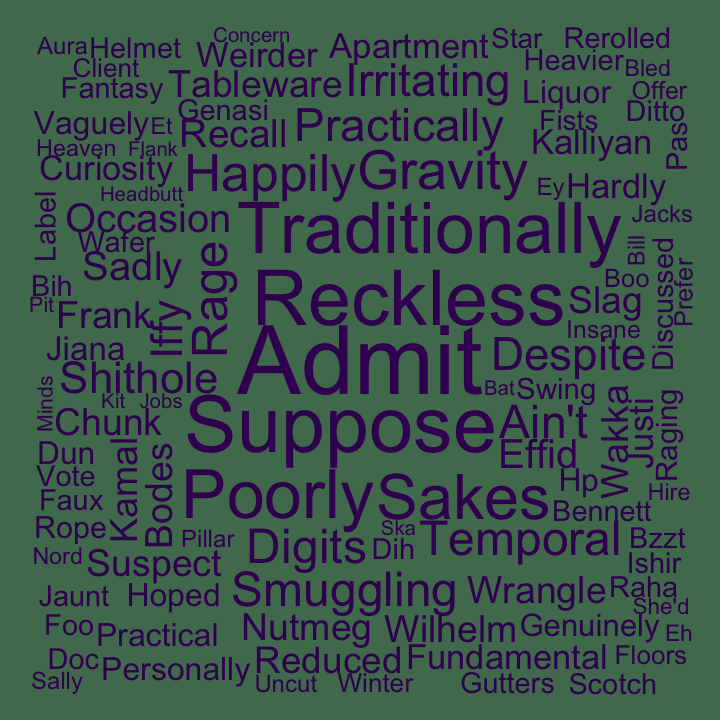 Concern
Aura
Helmet
Weirder
Apartment
Star
Rerolled
Client
Heavier
Bled
Fantasy
Tableware
Irritating
Liquor
Offer
Genasi
Ditto
Vaguely
Et
Recall
Practically
Fists
Kalliyan
Paso
Heaven
Flank
Curiosity
Happily
Gravity
Headbutt
Ey
Hardly
Label
Occasion
Traditionally
Jacks
Wafer
Bill
Sadly
Rage
Discussed
Prefer
Bih
Reckless
Boo
Slag
Pit
Frank
Iffy
Insane
Jiana
Admit
Despite
Shithole
Bat
Swing
Minds
Kit
Jobs
Chunk
Suppose
Ain't
Wakka
Justi
Raging
Dun
Kamal
Bodes
Effid
Vote
Poorly
Sakes
Hp
Hire
Faux
Bennett
Rope
Pillar
Ska
Nord
Suspect
Digits
Dih
Temporal
Bzzt
Ishir
Jaunt
Hoped
Smuggling
Wrangle
Raha
She'd
Foo
Practical
Nutmeg
Wilhelm
Genuinely
Eh
Doc
Personally
Reduced
Fundamental
Floors
Sally
Uncut
Winter
Gutters
Scotch